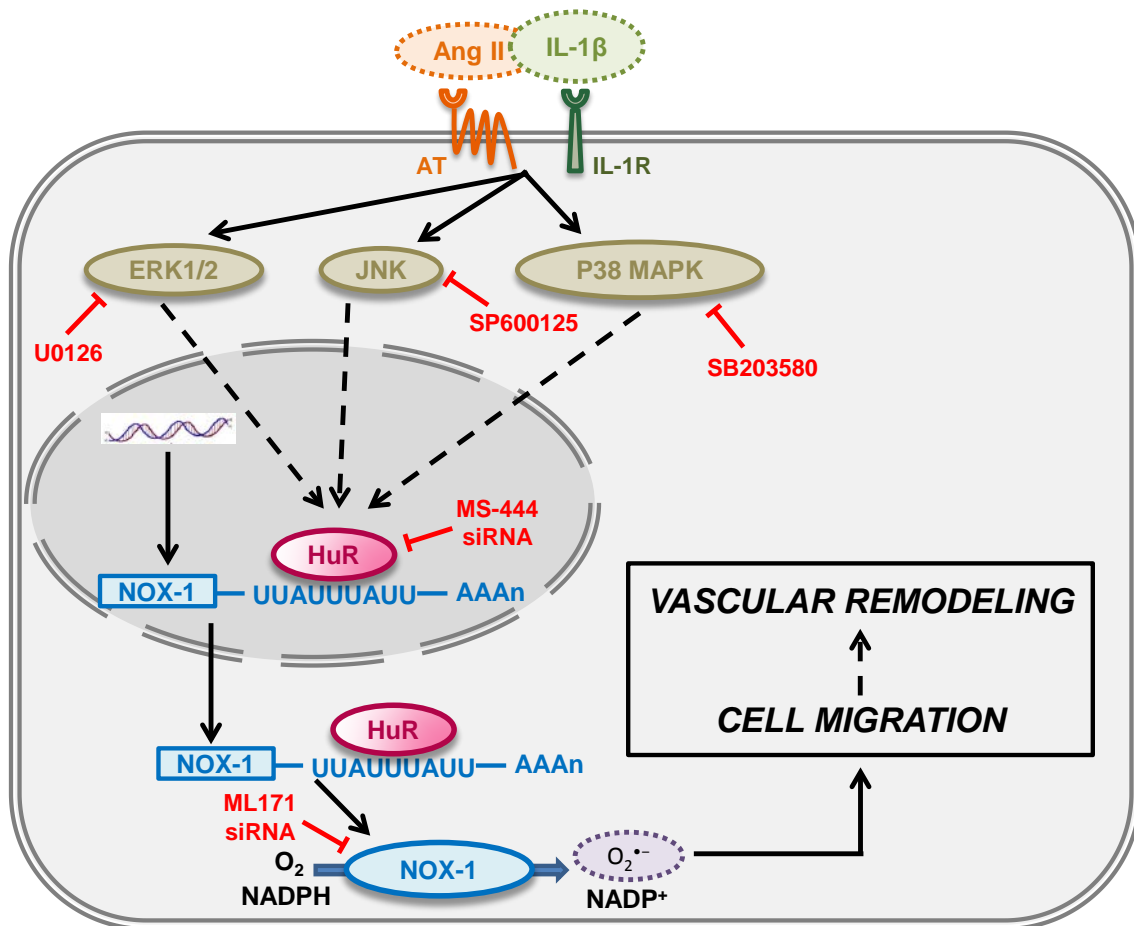 Ang II
IL-1β
AT
IL-1R
ERK1/2
JNK
P38 MAPK
U0126
SP600125
SB203580
MS-444
siRNA
HuR
NOX-1
UUAUUUAUU
AAAn
VASCULAR REMODELING
CELL MIGRATION
HuR
NOX-1
UUAUUUAUU
AAAn
ML171
siRNA
O₂
NADPH
NOX-1
O₂•−
NADP⁺